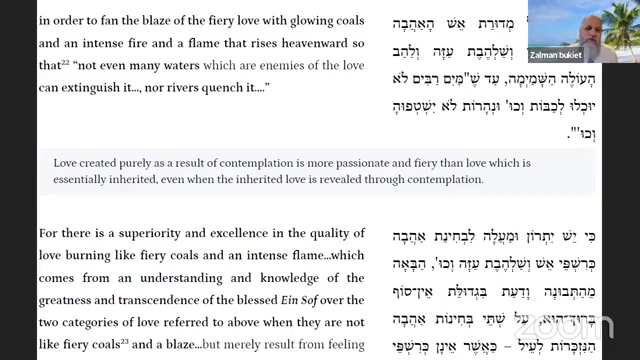 in order to fan the blaze of the fiery love with glowing coals
and an intense fire and a flame that rises heavenward so
that22 “not even many waters which are enemies of the love
can extinguish it..., nor rivers quench it....”
מְדוּרַת אֵשׁ הָאַהֲבָה
וְשַׁלְהֶבֶת עַזָּה וְלַהַב
הָעוֹלֶה הַשָּׁמַיְמָה, עַד שֶׁ"מַּיִם רַבִּים לֹא
יוּכְלוּ לְכַבּוֹת וְכוּ' וּנְהָרוֹת לֹא יִשְׁטְפוּהָ
וְכוּ'".
Zalman bukiet
Love created purely as a result of contemplation is more passionate and fiery than love which is
essentially inherited, even when the inherited love is revealed through contemplation.
For there is a superiority and excellence in the quality of
love burning like fiery coals and an intense flame...which
comes from an understanding and knowledge of the
greatness and transcendence of the blessed Ein Sof over the
two categories of love referred to above when they are not
like fiery coals23 and a blaze...but merely result from feeling
כִּי יֵשׁ יִתְרוֹן וּמַעֲלָה לִבְחִינַת אַהֲבָה
כְּרִשְׁפֵּי אֵשׁ וְשַׁלְהֶבֶת עַזָּה וְכוּ', הַבָּאָה
מֵהַתְּבוּנָה וָדַעַת בִּגְדוּלַּת אֵין־סוֹף
בָּרוּךְ־הוּא עַל שְׁתֵּי בְּחִינוֹת אַהֲבָה
הַנִּזְכָּרוֹת לְעֵיל – כַּאֲשֶׁר אֵינָן כְּרִשְׁפֵּי
zoom